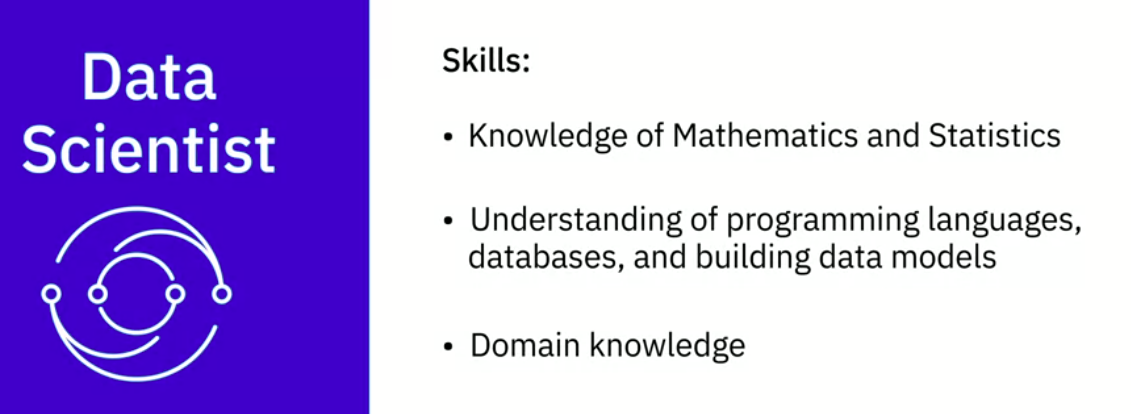 Data
Scientist
Skills:
• Knowledge of Mathematics and Statistics
• Understanding of programming languages,
databases, and building data models
• Domain knowledge